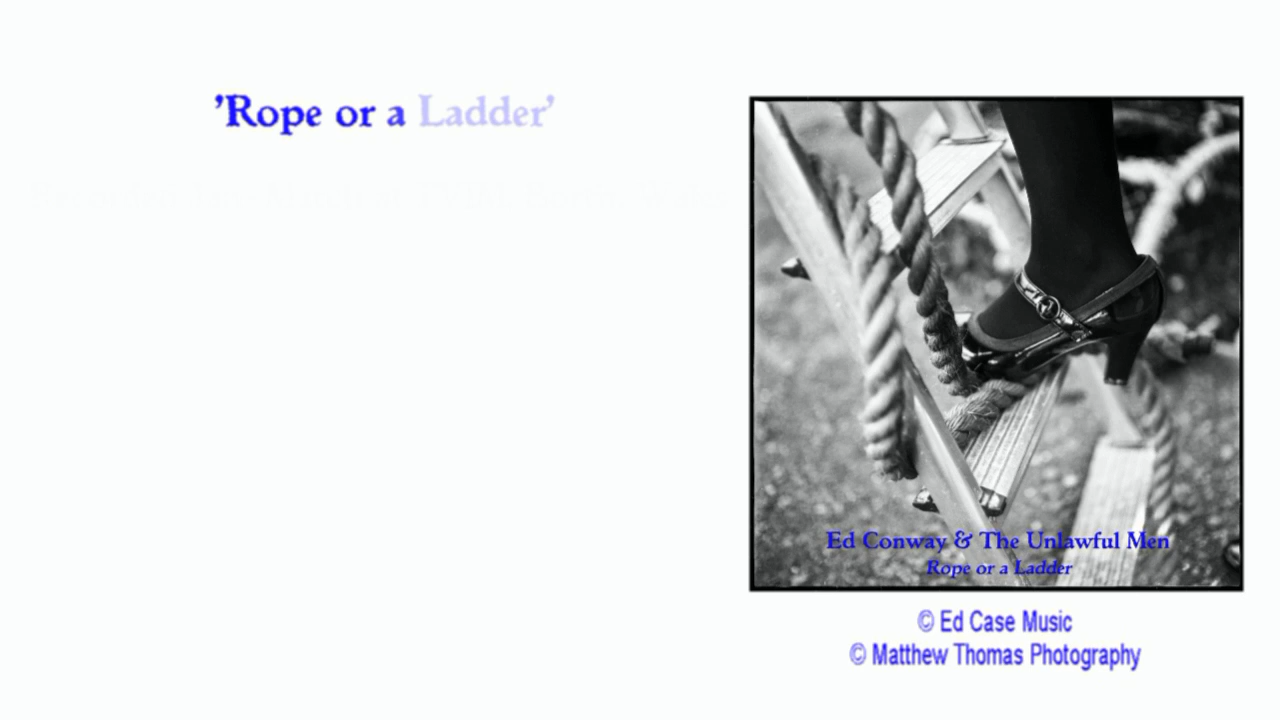 ’Rope or a Ladder’
Ed Conway & The Unlawful Men
Rope or a Ladder
© Ed Case Music
© Matthew Thomas Photography